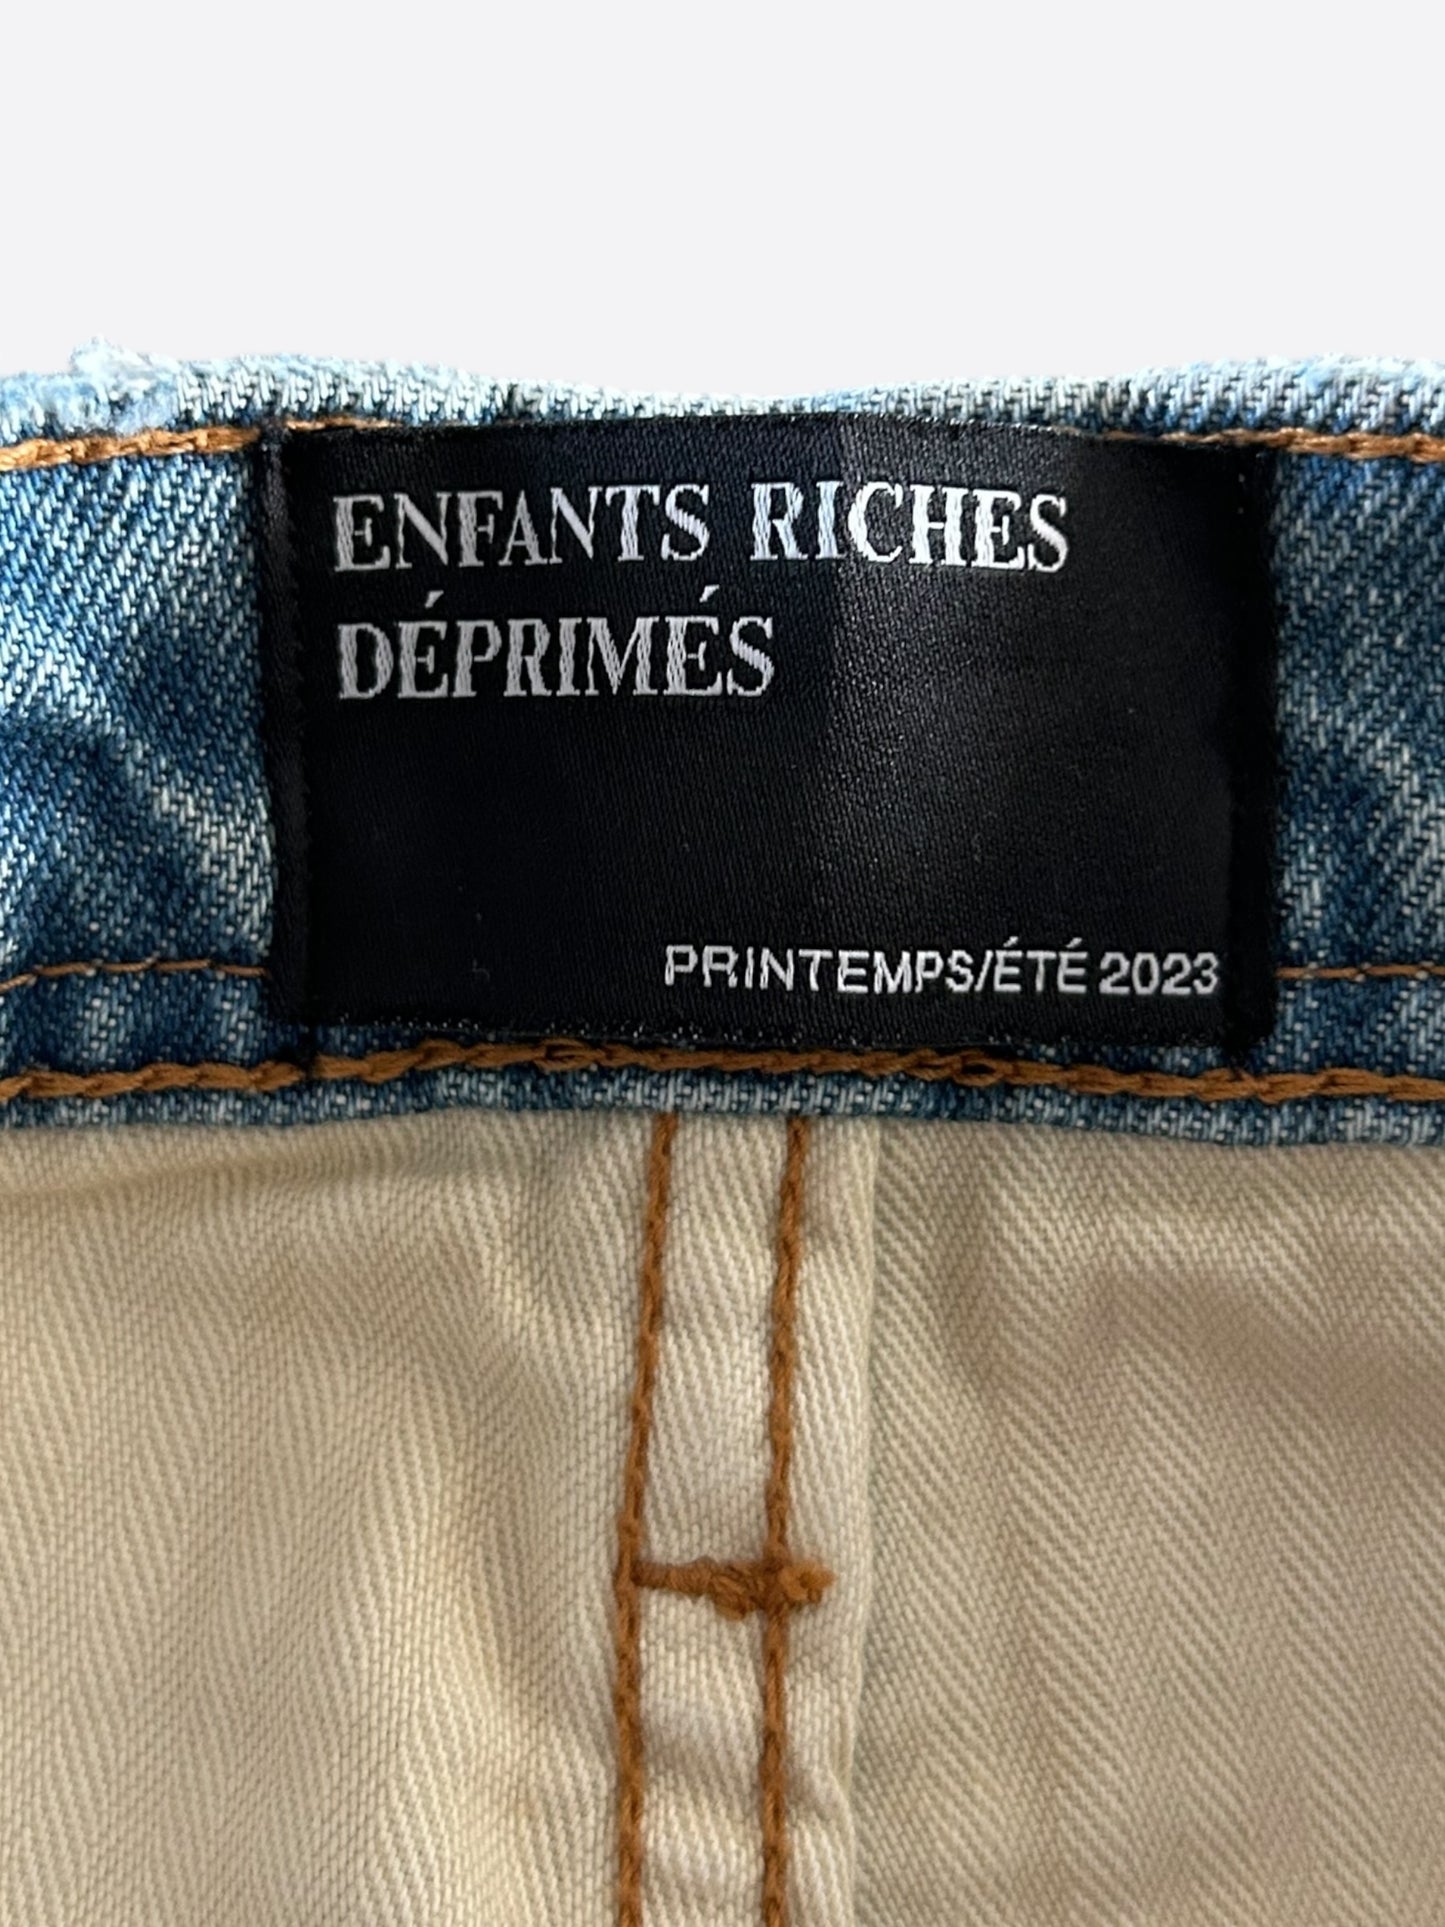 ENFANTS RICHES
DÉPRIMÉS
PRINTEMPS/ÉTÉ 2023